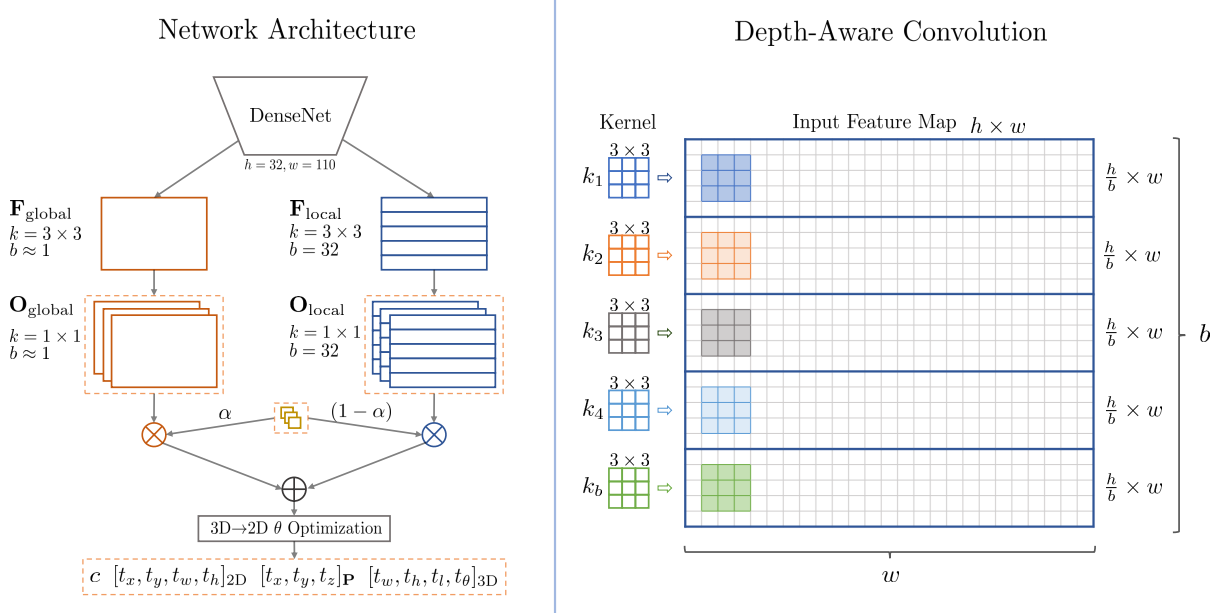 Network Architecture
DenseNet
h = 32, w = 110
F_global
k = 3 × 3
b ≈ 1
F_local
k = 3 × 3
b = 32
O_global
k = 1 × 1
b ≈ 1
O_local
k = 1 × 1
b = 32
α
(1 − α)
3D→2D θ Optimization
c [t_x, t_y, t_w, t_h]_2D [t_x, t_y, t_z]_P [t_w, t_h, t_l, t_θ]_3D
Depth-Aware Convolution
Kernel
Input Feature Map h × w
3 × 3
k_1
h/b × w
3 × 3
k_2
h/b × w
3 × 3
k_3
h/b × w
b
3 × 3
k_4
h/b × w
3 × 3
k_b
h/b × w
w